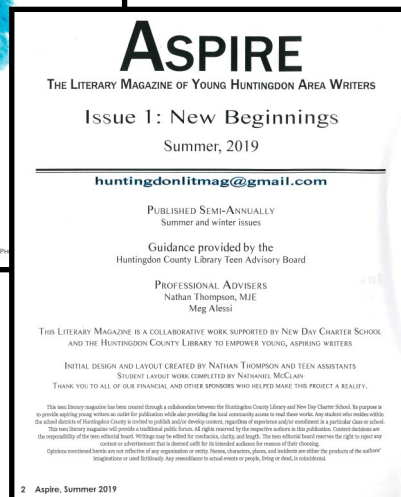 ASPIRE
THE LITERARY MAGAZINE OF YOUNG HUNTINGDON AREA WRITERS
Issue 1: New Beginnings
Summer, 2019
huntingdonlitmag@gmail.com
PUBLISHED SEMI-ANNUALLY
Summer and winter issues
Guidance provided by the
Huntingdon County Library Teen Advisory Board
PROFESSIONAL ADVISERS
Nathan Thompson, MJE
Meg Alessi
THIS LITERARY MAGAZINE IS A COLLABORATIVE WORK SUPPORTED BY NEW DAY CHARTER SCHOOL
AND THE HUNTINGDON COUNTY LIBRARY TO EMPOWER YOUNG, ASPIRING WRITERS
INITIAL DESIGN AND LAYOUT CREATED BY NATHAN THOMPSON AND TEEN ASSISTANTS
STUDENT LAYOUT WORK COMPLETED BY NATHANIEL MCCLAIN
THANK YOU TO ALL OF OUR FINANCIAL AND OTHER SPONSORS WHO HELPED MAKE THIS PROJECT A REALITY.
This teen literary magazine has been created through a collaboration between the Huntingdon County Library and New Day Charter School. Its purpose is
to provide aspiring young writers an outlet for publication while also providing the local community access to read these works. Any student who resides within
the school districts of Huntingdon County is invited to publish and/or develop content, regardless of experience and/or enrollment in a particular class or school.
This teen literary magazine will provide a traditional public forum. All rights reserved by the respective authors in this publication. Content decisions are
the responsibility of the teen editorial board. Writings may be edited for mechanics, clarity, and length. The teen editorial board reserves the right to reject any
content or advertisement that is deemed unfit for its intended audience for reasons of their choosing.
Opinions mentioned herein are not reflective of any organization or entity. Names, characters, places, and incidents are either the products of the authors'
imaginations or used fictitiously. Any resemblance to actual events or people, living or dead, is coincidental.
2 Aspire, Summer 2019